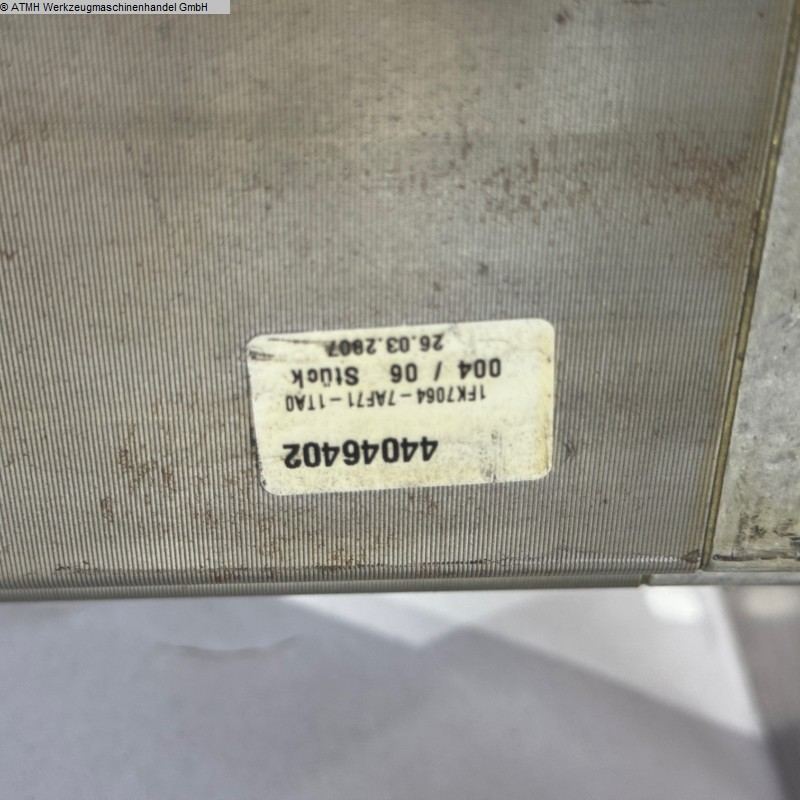 © ATMH Werkzeugmaschinenhandel GmbH
44046402
1FK7064-7AF71-1TA0
004 / 06 Stück
26.03.2007